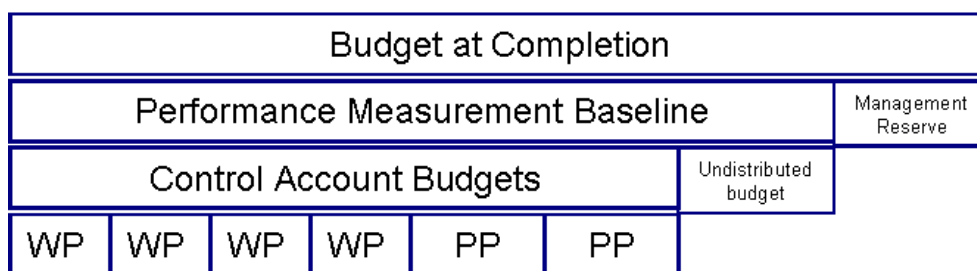 Budget at Completion
Performance Measurement Baseline
Management
Reserve
Control Account Budgets
Undistributed
budget
WP WP WP WP PP PP